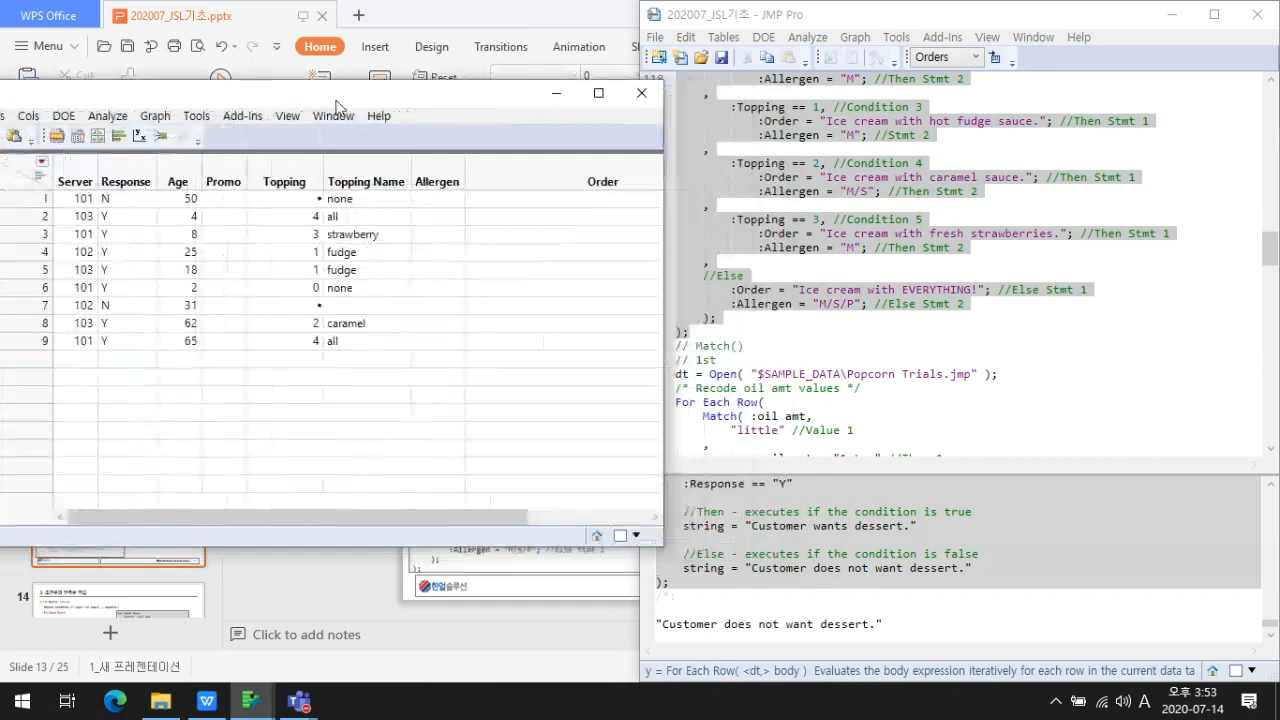 WPS Office
202007_JSL기초.pptx
Menu
Home
Insert
Design
Transitions
Animation
Reset
0
Cols DOE Analyze Graph Tools Add-Ins View Window Help
Server Response Age Promo Topping Topping Name Allergen Order
1 101 N 50 • none
2 103 Y 4 4 all
3 101 Y 8 3 strawberry
4 102 Y 25 1 fudge
5 103 Y 18 1 fudge
6 101 Y 2 0 none
7 102 N 31 •
8 103 Y 62 2 caramel
9 101 Y 65 4 all
14
한얼솔루션
Click to add notes
Slide 13 / 25
1_새 프레젠테이션
202007_JSL기초 - JMP Pro
File Edit Tables DOE Analyze Graph Tools Add-Ins View Window Help
Orders
:Allergen = "M"; //Then Stmt 2
,
:Topping == 1, //Condition 3
:Order = "Ice cream with hot fudge sauce."; //Then Stmt 1
:Allergen = "M"; //Stmt 2
,
:Topping == 2, //Condition 4
:Order = "Ice cream with caramel sauce."; //Then Stmt 1
:Allergen = "M/S"; //Then Stmt 2
,
:Topping == 3, //Condition 5
:Order = "Ice cream with fresh strawberries."; //Then Stmt 1
:Allergen = "M"; //Then Stmt 2
,
//Else
:Order = "Ice cream with EVERYTHING!"; //Else Stmt 1
:Allergen = "M/S/P"; //Else Stmt 2
);
);
// Match()
// 1st
dt = Open( "$SAMPLE_DATA\Popcorn Trials.jmp" );
/* Recode oil amt values */
For Each Row(
Match( :oil amt,
"little" //Value 1
,
:Response == "Y"
//Then - executes if the condition is true
string = "Customer wants dessert."
//Else - executes if the condition is false
string = "Customer does not want dessert."
);
/*:
"Customer does not want dessert."
y = For Each Row( <dt,> body ) Evaluates the body expression iteratively for each row in the current data ta
A
오후 3:53
2020-07-14